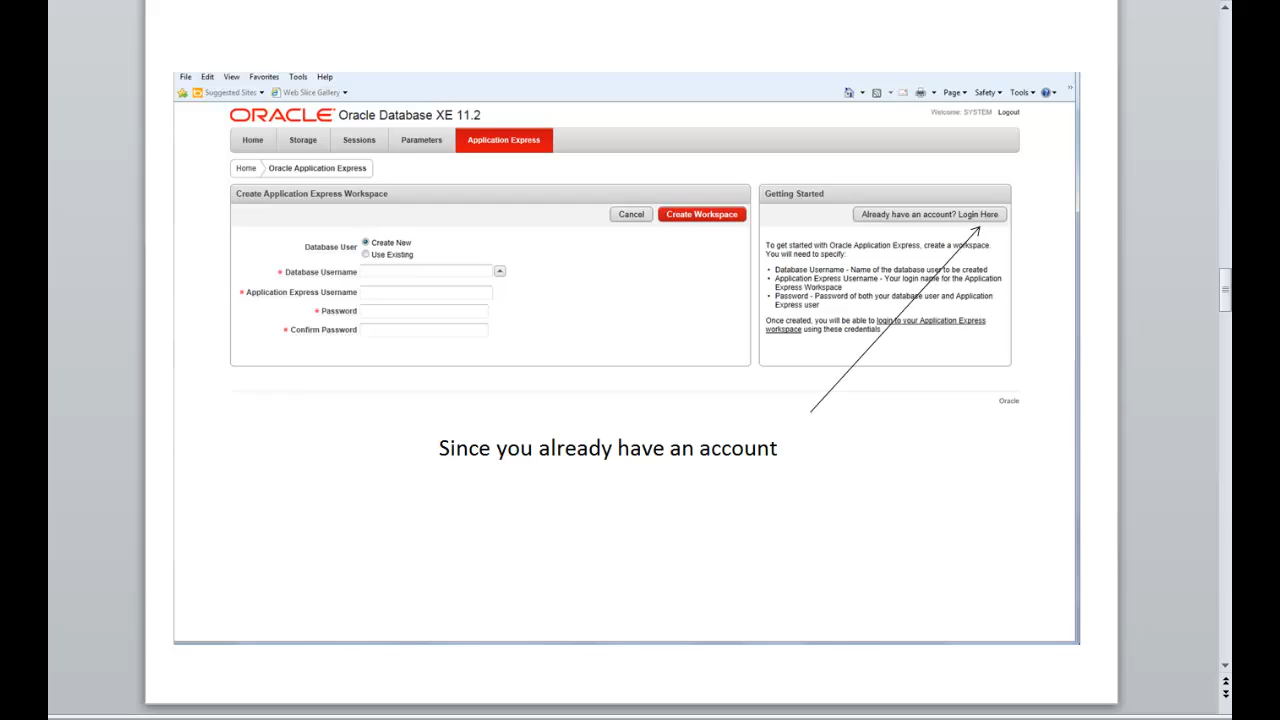 File Edit View Favorites Tools Help
Suggested Sites Web Slice Gallery Page Safety Tools
ORACLE Oracle Database XE 11.2
Welcome: SYSTEM Logout
Home Storage Sessions Parameters Application Express
Home Oracle Application Express
Create Application Express Workspace
Cancel Create Workspace
Database User Create New
Use Existing
* Database Username
* Application Express Username
* Password
* Confirm Password
Getting Started
Already have an account? Login Here
To get started with Oracle Application Express, create a workspace.
You will need to specify:
• Database Username - Name of the database user to be created
• Application Express Username - Your login name for the Application
Express Workspace
• Password - Password of both your database user and Application
Express user
Once created, you will be able to login to your Application Express
workspace using these credentials
Oracle
Since you already have an account